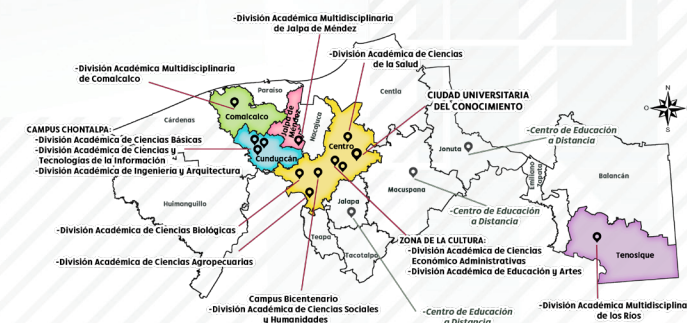 -División Académica Multidisciplinaria
de Jalpa de Méndez
-División Académica de Ciencias
de la Salud
-División Académica Multidisciplinaria
de Comalcalco
CIUDAD UNIVERSITARIA
DEL CONOCIMIENTO
CAMPUS CHONTALPA:
-División Académica de Ciencias Básicas
-División Académica de Ciencias y
Tecnologías de la Información
-División Académica de Ingeniería y Arquitectura
Cárdenas
Comalcalco
Paraíso
Jalpa de
Méndez
Nacajuca
Centla
Centro
Cunduacán
Huimanguillo
Jonuta
-Centro de Educación
a Distancia
Macuspana
-Centro de Educación
a Distancia
Emiliano
Zapata
Balancán
N
O
E
S
Jalapa
Teapa
Tacotalpa
Tenosique
-División Académica de Ciencias Biológicas
-División Académica de Ciencias Agropecuarias
ZONA DE LA CULTURA:
-División Académica de Ciencias
Económico Administrativas
-División Académica de Educación y Artes
Campus Bicentenario
-División Académica de Ciencias Sociales
y Humanidades
-Centro de Educación
a Distancia
-División Académica Multidisciplina
de los Ríos